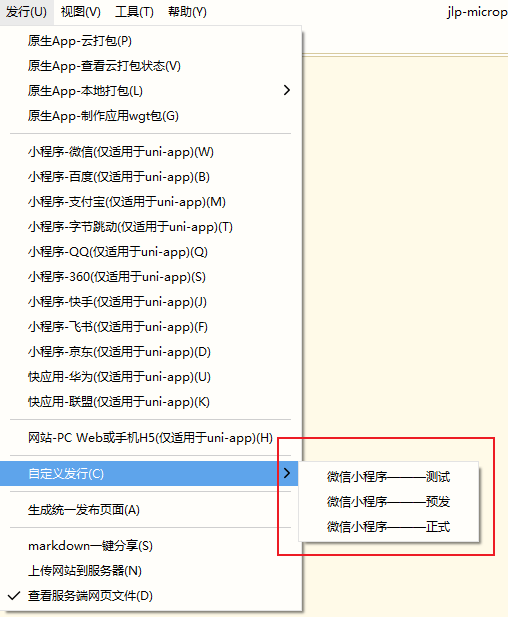 发行(U) 视图(V) 工具(T) 帮助(Y) jlp-microp
原生App-云打包(P)
原生App-查看云打包状态(V)
原生App-本地打包(L)
原生App-制作应用wgt包(G)
小程序-微信(仅适用于uni-app)(W)
小程序-百度(仅适用于uni-app)(B)
小程序-支付宝(仅适用于uni-app)(M)
小程序-字节跳动(仅适用于uni-app)(T)
小程序-QQ(仅适用于uni-app)(Q)
小程序-360(仅适用于uni-app)(S)
小程序-快手(仅适用于uni-app)(J)
小程序-飞书(仅适用于uni-app)(F)
小程序-京东(仅适用于uni-app)(D)
快应用-华为(仅适用于uni-app)(U)
快应用-联盟(仅适用于uni-app)(K)
网站-PC Web或手机H5(仅适用于uni-app)(H)
自定义发行(C)
微信小程序———测试
微信小程序———预发
微信小程序———正式
生成统一发布页面(A)
markdown一键分享(S)
上传网站到服务器(N)
查看服务端网页文件(D)